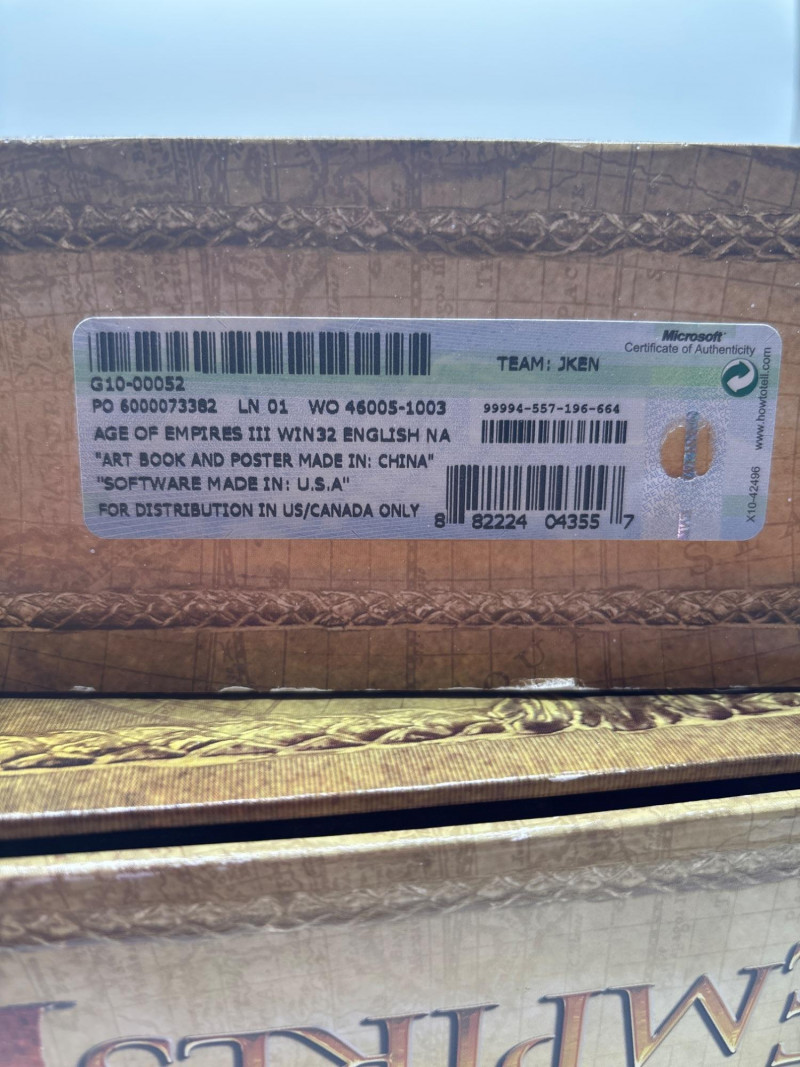 G10-00052
PO 6000073382 LN 01 WO 46005-1003
AGE OF EMPIRES III WIN32 ENGLISH NA
"ART BOOK AND POSTER MADE IN: CHINA"
"SOFTWARE MADE IN: U.S.A"
FOR DISTRIBUTION IN US/CANADA ONLY
TEAM: JKEN
99994-557-196-664
8 82224 04355 7
Microsoft
Certificate of Authenticity
www.howtotell.com
X10-42496
EMPIRES